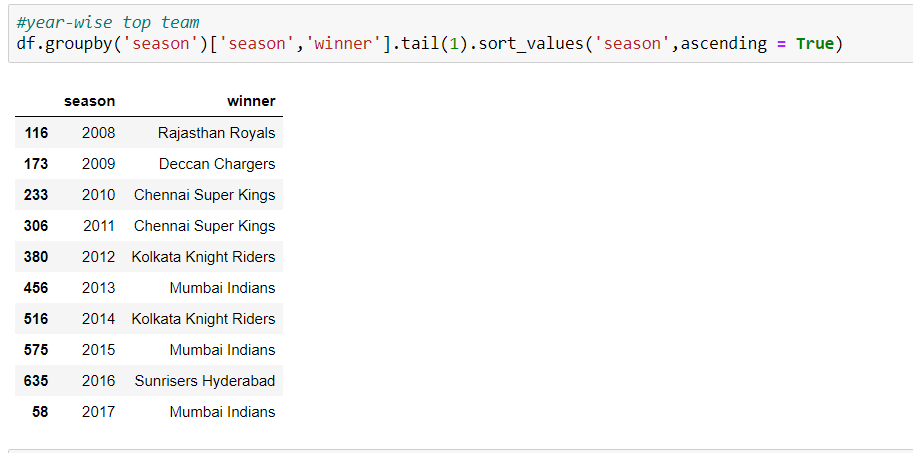 #year-wise top team
df.groupby('season')['season','winner'].tail(1).sort_values('season',ascending = True)
season winner
116 2008 Rajasthan Royals
173 2009 Deccan Chargers
233 2010 Chennai Super Kings
306 2011 Chennai Super Kings
380 2012 Kolkata Knight Riders
456 2013 Mumbai Indians
516 2014 Kolkata Knight Riders
575 2015 Mumbai Indians
635 2016 Sunrisers Hyderabad
58 2017 Mumbai Indians